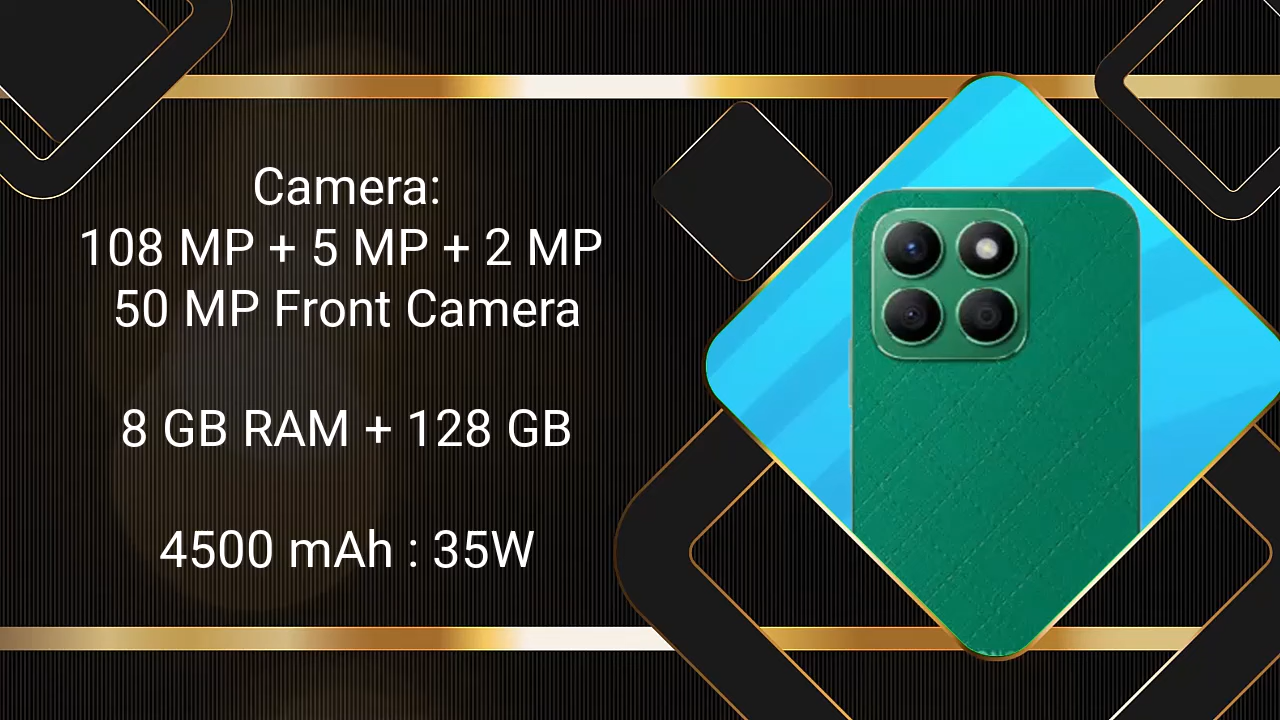 Camera:
108 MP + 5 MP + 2 MP
50 MP Front Camera
8 GB RAM + 128 GB
4500 mAh : 35W